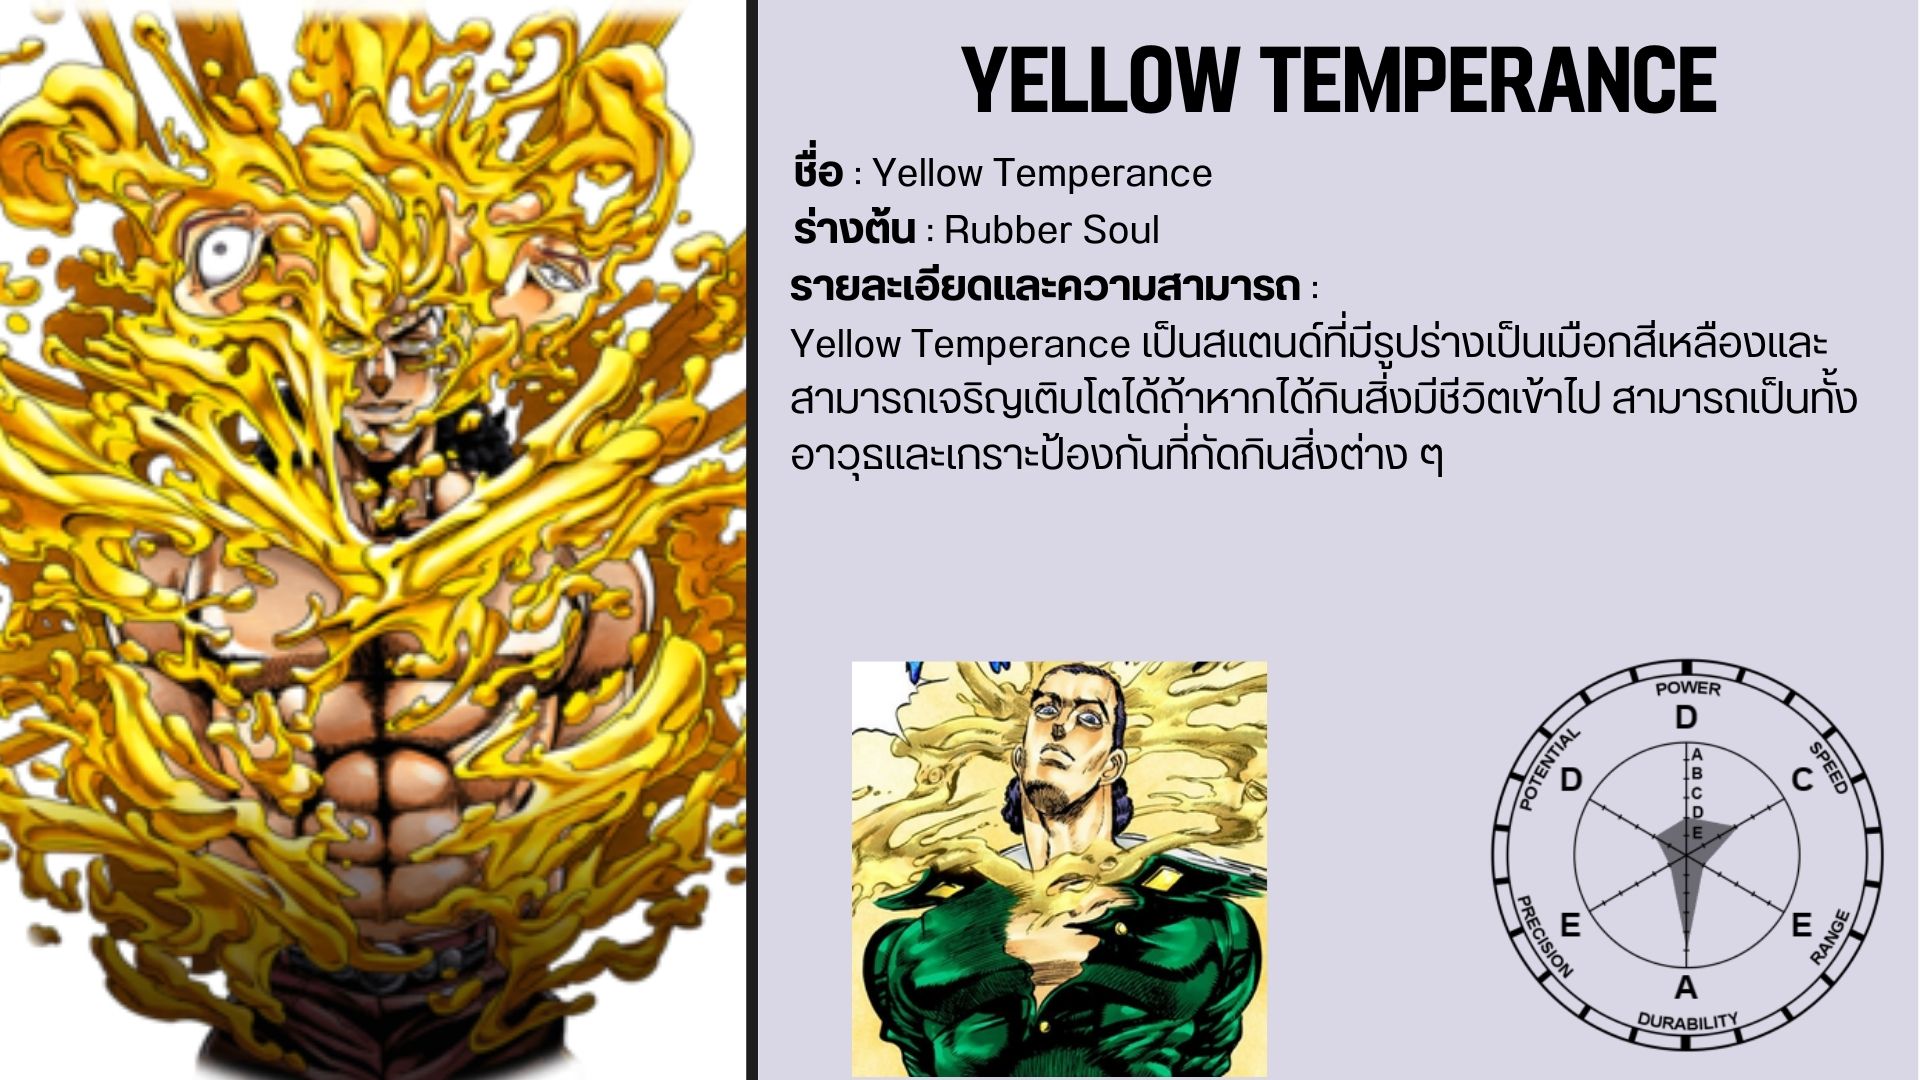 YELLOW TEMPERANCE
ชื่อ : Yellow Temperance
ร่างต้น : Rubber Soul
รายละเอียดและความสามารถ :
Yellow Temperance เป็นสแตนด์ที่มีรูปร่างเป็นเมือกสีเหลืองและ
สามารถเจริญเติบโตได้ถ้าหากได้กินสิ่งมีชีวิตเข้าไป สามารถเป็นทั้ง
อาวุธและเกราะป้องกันที่กัดกินสิ่งต่าง ๆ
POWER
D
SPEED
C
RANGE
E
DURABILITY
A
PRECISION
E
POTENTIAL
D
A
B
C
D
E